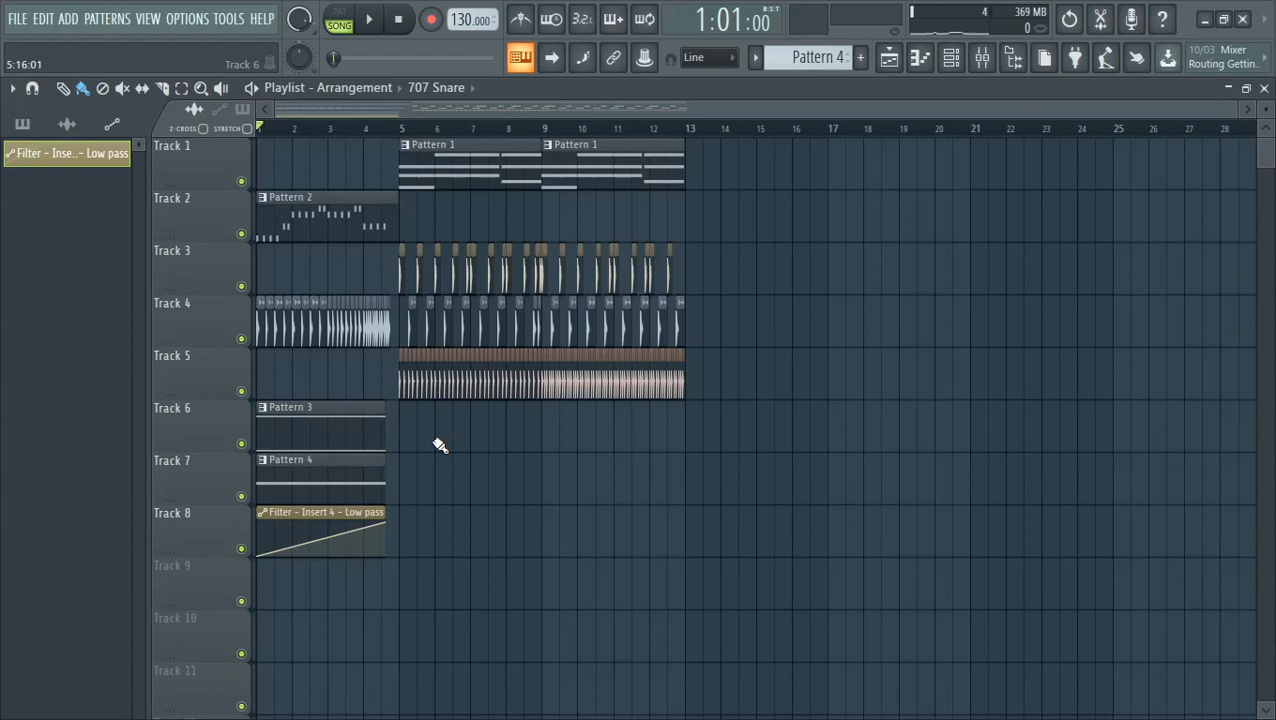 FILE EDIT ADD PATTERNS VIEW OPTIONS TOOLS HELP
PAT
SONG
130.000
3.2.
1:01:00
B:S:T
4
369 MB
0
5:16:01
Track 6
Line
Pattern 4
10/03 Mixer
Routing Gettin..
Playlist - Arrangement
707 Snare
Z-CROSS
STRETCH
2 3 4 5 6 7 8 9 10 11 12 13 14 15 16 17 18 19 20 21 22 23 24 25 26 27 28
Filter - Inse..- Low pass
Track 1
Pattern 1
Pattern 1
Track 2
Pattern 2
Track 3
Track 4
Track 5
Track 6
Pattern 3
Track 7
Pattern 4
Track 8
Filter - Insert 4 - Low pass
Track 9
Track 10
Track 11